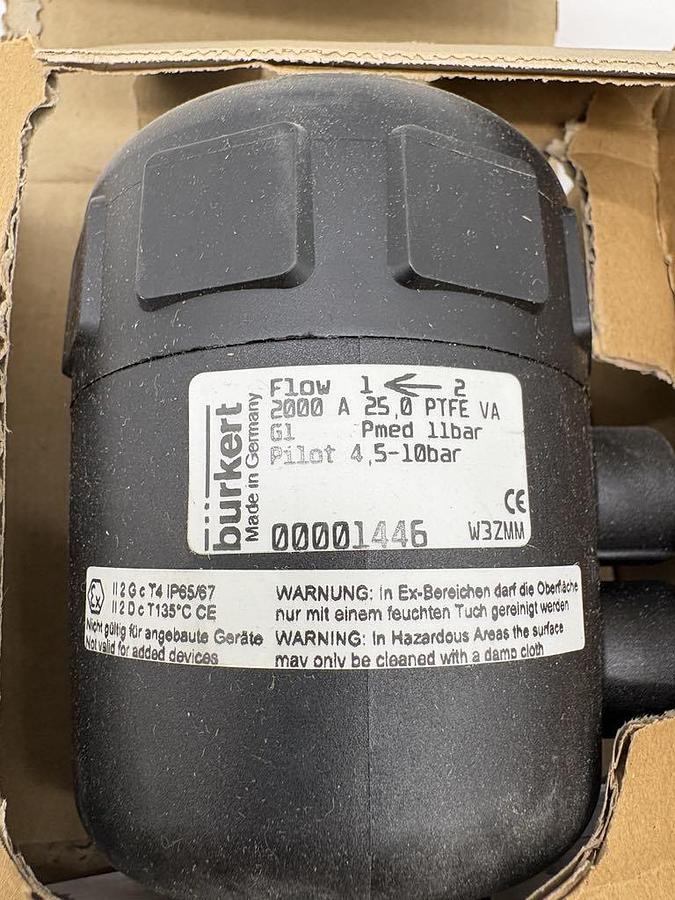 Flow 1 ← 2
2000 A 25,0 PTFE VA
G1 Pmed 11bar
Pilot 4,5-10bar
00001446 W3ZMM
CE
bürkert
Made in Germany
Ex II 2 G c T4 IP65/67
II 2 D c T135°C CE
Nicht gültig für angebaute Geräte
Not valid for added devices
WARNUNG: In Ex-Bereichen darf die Oberfläche
nur mit einem feuchten Tuch gereinigt werden
WARNING: In Hazardous Areas the surface
may only be cleaned with a damp cloth